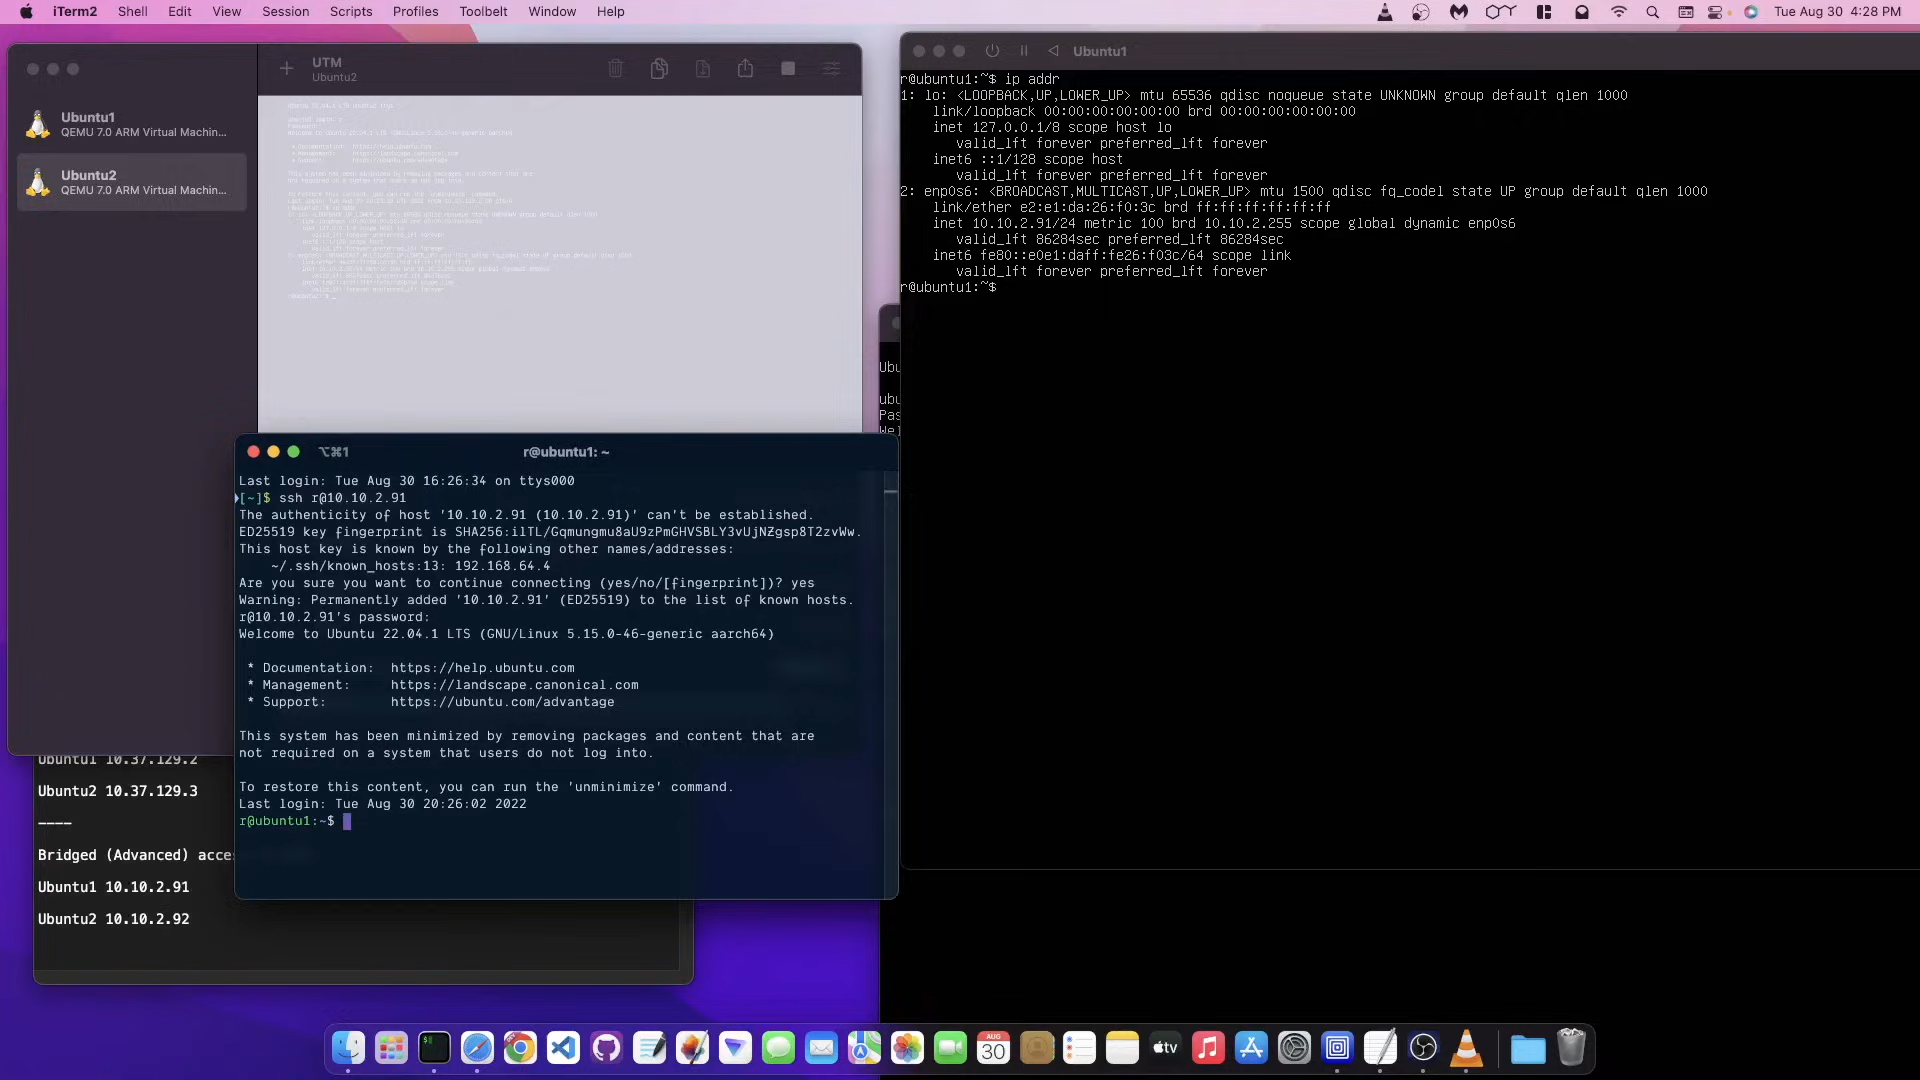 iTerm2 Shell Edit View Session Scripts Profiles Toolbelt Window Help
Tue Aug 30 4:28 PM
UTM
Ubuntu2
Ubuntu1
QEMU 7.0 ARM Virtual Machin...
Ubuntu2
QEMU 7.0 ARM Virtual Machin...
Ubuntu1
r@ubuntu1:~$ ip addr
1: lo: <LOOPBACK,UP,LOWER_UP> mtu 65536 qdisc noqueue state UNKNOWN group default qlen 1000
link/loopback 00:00:00:00:00:00 brd 00:00:00:00:00:00
inet 127.0.0.1/8 scope host lo
valid_lft forever preferred_lft forever
inet6 ::1/128 scope host
valid_lft forever preferred_lft forever
2: enp0s6: <BROADCAST,MULTICAST,UP,LOWER_UP> mtu 1500 qdisc fq_codel state UP group default qlen 1000
link/ether e2:e1:da:26:f0:3c brd ff:ff:ff:ff:ff:ff
inet 10.10.2.91/24 metric 100 brd 10.10.2.255 scope global dynamic enp0s6
valid_lft 86284sec preferred_lft 86284sec
inet6 fe80::e0e1:daff:fe26:f03c/64 scope link
valid_lft forever preferred_lft forever
r@ubuntu1:~$
Ubu
ubu
Pas
Wel
⌥⌘1
r@ubuntu1: ~
Last login: Tue Aug 30 16:26:34 on ttys000
[~]$ ssh r@10.10.2.91
The authenticity of host '10.10.2.91 (10.10.2.91)' can't be established.
ED25519 key fingerprint is SHA256:ilTL/Gqmungmu8aU9zPmGHVSBLY3vUjNZgsp8T2zvWw.
This host key is known by the following other names/addresses:
~/.ssh/known_hosts:13: 192.168.64.4
Are you sure you want to continue connecting (yes/no/[fingerprint])? yes
Warning: Permanently added '10.10.2.91' (ED25519) to the list of known hosts.
r@10.10.2.91's password:
Welcome to Ubuntu 22.04.1 LTS (GNU/Linux 5.15.0-46-generic aarch64)
* Documentation: https://help.ubuntu.com
* Management: https://landscape.canonical.com
* Support: https://ubuntu.com/advantage
This system has been minimized by removing packages and content that are
not required on a system that users do not log into.
To restore this content, you can run the 'unminimize' command.
Last login: Tue Aug 30 20:26:02 2022
r@ubuntu1:~$
Ubuntu1 10.37.129.2
Ubuntu2 10.37.129.3
----
Bridged (Advanced) acce
Ubuntu1 10.10.2.91
Ubuntu2 10.10.2.92
AUG
30
tv